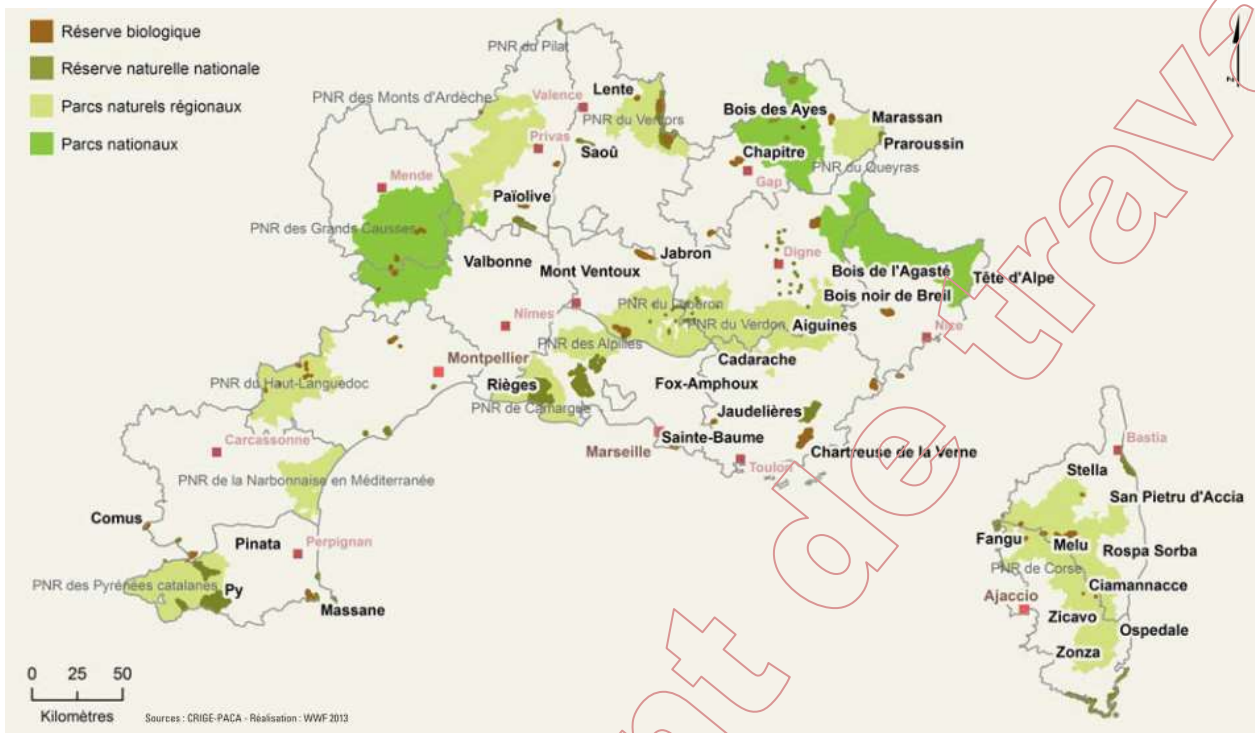 Réserve biologique
Réserve naturelle nationale
Parcs naturels régionaux
Parcs nationaux
PNR du Pilat
PNR des Monts d'Ardèche
Valence
Lente
PNR du Vercors
Privas
Saoû
Bois des Ayes
Marassan
Praroussin
Chapitre
PNR du Queyras
Gap
Mende
Païolive
PNR des Grands Causses
Valbonne
Mont Ventoux
Jabron
Digne
Bois de l'Agasté
Tête d'Alpe
Bois noir de Breil
Nîmes
PNR du Luberon
PNR du Verdon
Aiguines
Nice
PNR des Alpilles
Montpellier
Cadarache
PNR du Haut-Languedoc
Rièges
Fox-Amphoux
PNR de Camargue
Jaudelières
Carcassonne
Marseille
Sainte-Baume
Chartreuse de la Verne
Toulon
PNR de la Narbonnaise en Méditerranée
Comus
Pinata
Perpignan
PNR des Pyrénées catalanes
Py
Massane
Bastia
Stella
San Pietru d'Accia
Fangu
Melu
Rospa Sorba
PNR de Corse
Ciamannacce
Ajaccio
Zicavo
Ospedale
Zonza
0 25 50
Kilomètres
Sources : CRIGE-PACA - Réalisation : WWF 2013
N
nt de trava